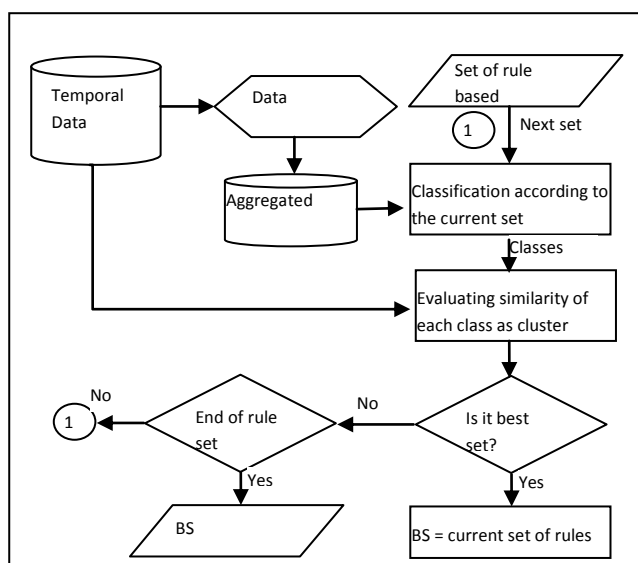 Temporal
Data
Data
Set of rule
based
1
Next set
Aggregated
Classification according to
the current set
Classes
Evaluating similarity of
each class as cluster
Is it best
set?
No
End of rule
set
No
1
Yes
BS
Yes
BS = current set of rules